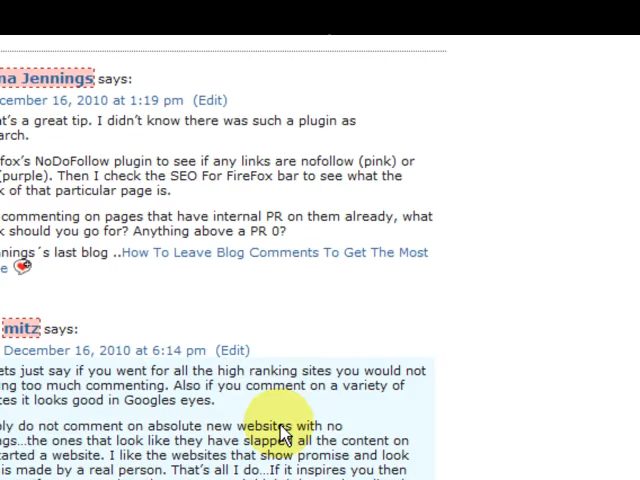 na Jennings says:
cember 16, 2010 at 1:19 pm (Edit)
t's a great tip. I didn't know there was such a plugin as
arch.
fox's NoDoFollow plugin to see if any links are nofollow (pink) or
(purple). Then I check the SEO For FireFox bar to see what the
k of that particular page is.
commenting on pages that have internal PR on them already, what
k should you go for? Anything above a PR 0?
nnings´s last blog ..How To Leave Blog Comments To Get The Most
e
mitz says:
December 16, 2010 at 6:14 pm (Edit)
ets just say if you went for all the high ranking sites you would not
ng too much commenting. Also if you comment on a variety of
tes it looks good in Googles eyes.
ply do not comment on absolute new websites with no
ngs...the ones that look like they have slapped all the content on
tarted a website. I like the websites that show promise and look
is made by a real person. That's all I do...If it inspires you then